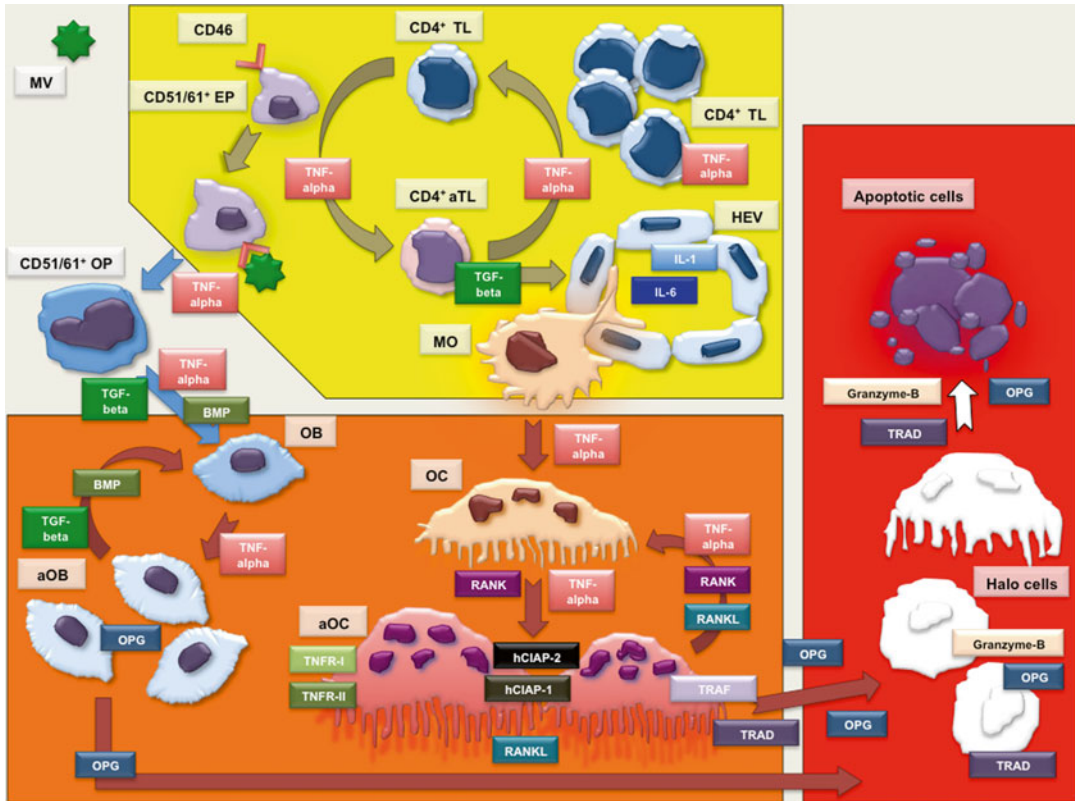 CD46
CD4+ TL
MV
CD51/61+ EP
CD4+ TL
TNF-
alpha
TNF-
alpha
TNF-
alpha
Apoptotic cells
CD4+ aTL
HEV
CD51/61+ OP
IL-1
TNF-
alpha
TGF-
beta
IL-6
MO
TNF-
alpha
TGF-
beta
BMP
Granzyme-B
OPG
TRAD
OB
TNF-
alpha
OC
BMP
TGF-
beta
TNF-
alpha
TNF-
alpha
aOB
RANK
TNF-
alpha
RANK
Halo cells
RANKL
aOC
OPG
hCIAP-2
TNFR-I
OPG
Granzyme-B
OPG
TNFR-II
hCIAP-1
TRAF
OPG
TRAD
RANKL
OPG
TRAD